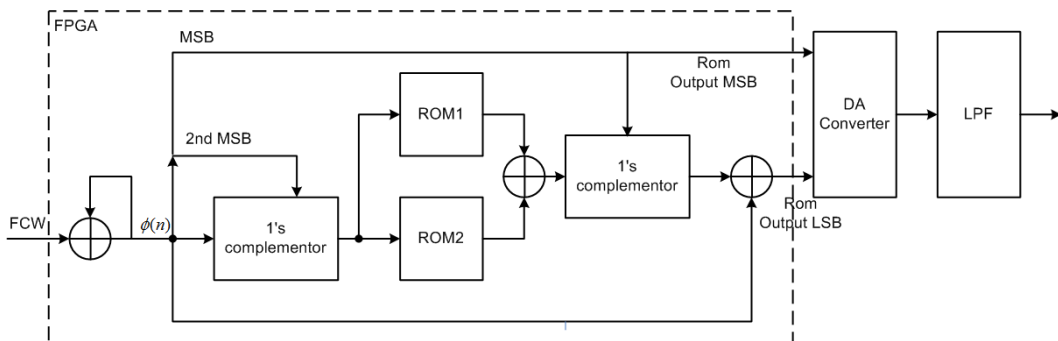 FPGA
MSB
Rom
Output MSB
2nd MSB
ROM1
DA
Converter
LPF
1's
complementor
FCW
ϕ(n)
1's
complementor
ROM2
Rom
Output LSB